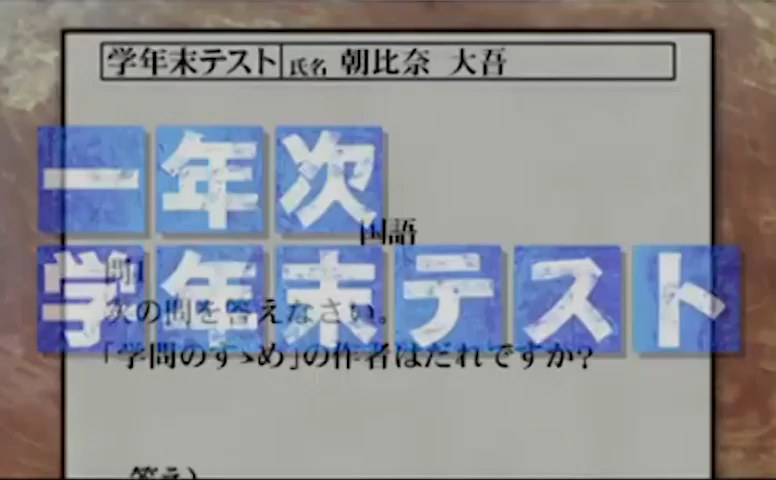 学年末テスト 氏名 朝比奈 大吾
一年次
学年末テスト
国語
問1
次の問を答えなさい。
「学問のすゝめ」の作者はだれですか?
答え)